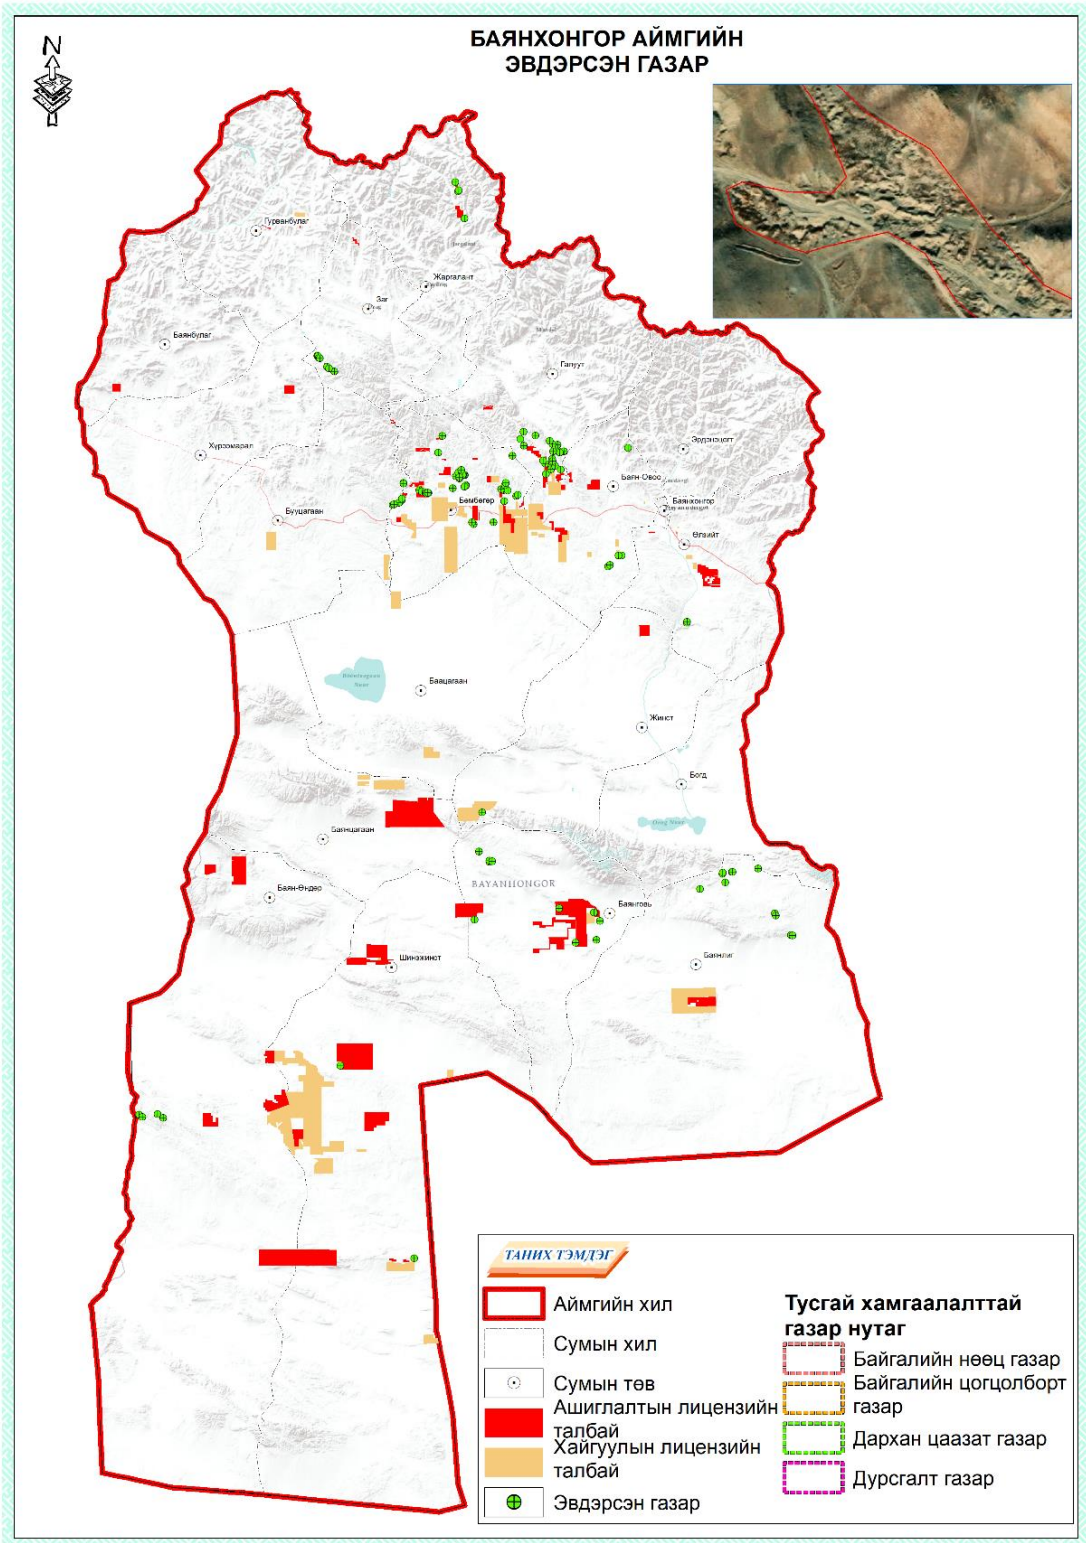 БАЯНХОНГОР АЙМГИЙН
ЭВДЭРСЭН ГАЗАР
N
Гурванбулаг
Жаргалант
Заг
Баянбулаг
Галуут
Хүрээмарал
Эрдэнэцогт
Баян-Овоо
Бөмбөгөр
Баянхонгор
Бууцагаан
Өлзийт
Баацагаан
Жинст
Богд
Orog Nuur
Баянцагаан
BAYANHONGOR
Баян-Өндөр
Баянговь
Шинэжинст
Баянлиг
ТАНИХ ТЭМДЭГ
Аймгийн хил
Сумын хил
Сумын төв
Ашиглалтын лицензийн
талбай
Хайгуулын лицензийн
талбай
Эвдэрсэн газар
Тусгай хамгаалалттай
газар нутаг
Байгалийн нөөц газар
Байгалийн цогцолборт
газар
Дархан цаазат газар
Дурсгалт газар